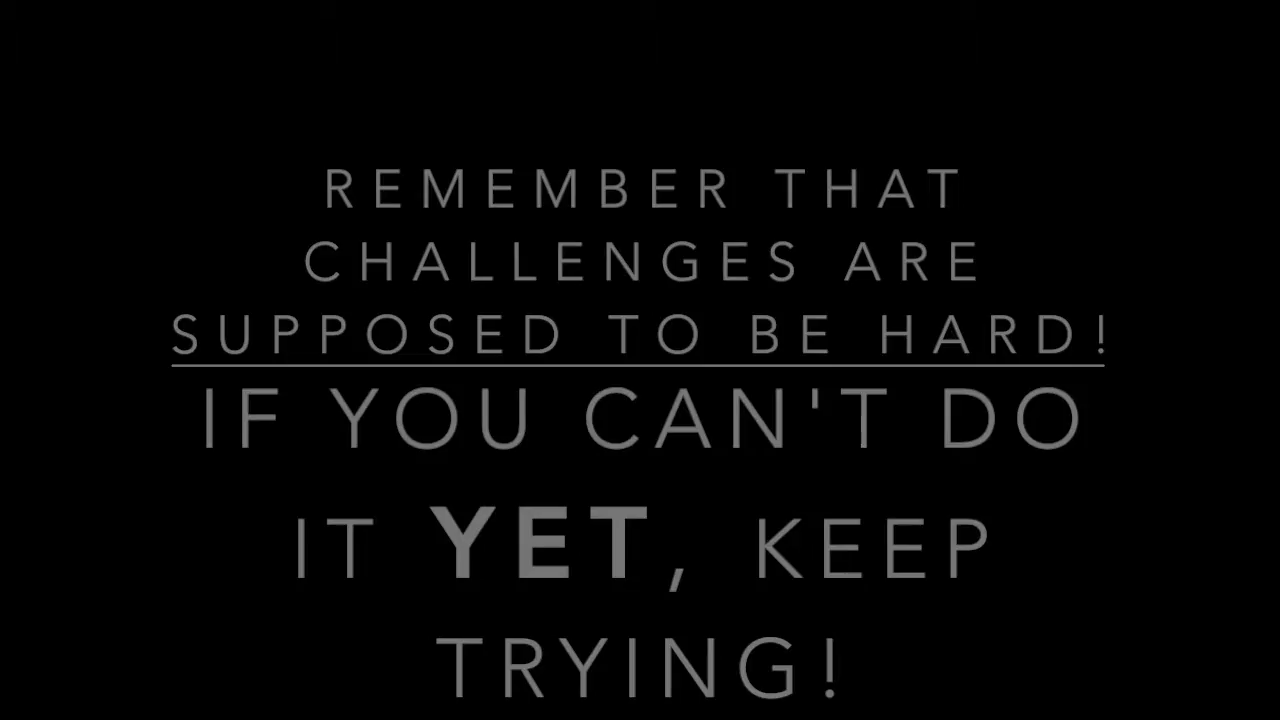 REMEMBER THAT
CHALLENGES ARE
SUPPOSED TO BE HARD!
IF YOU CAN'T DO
IT YET, KEEP
TRYING!